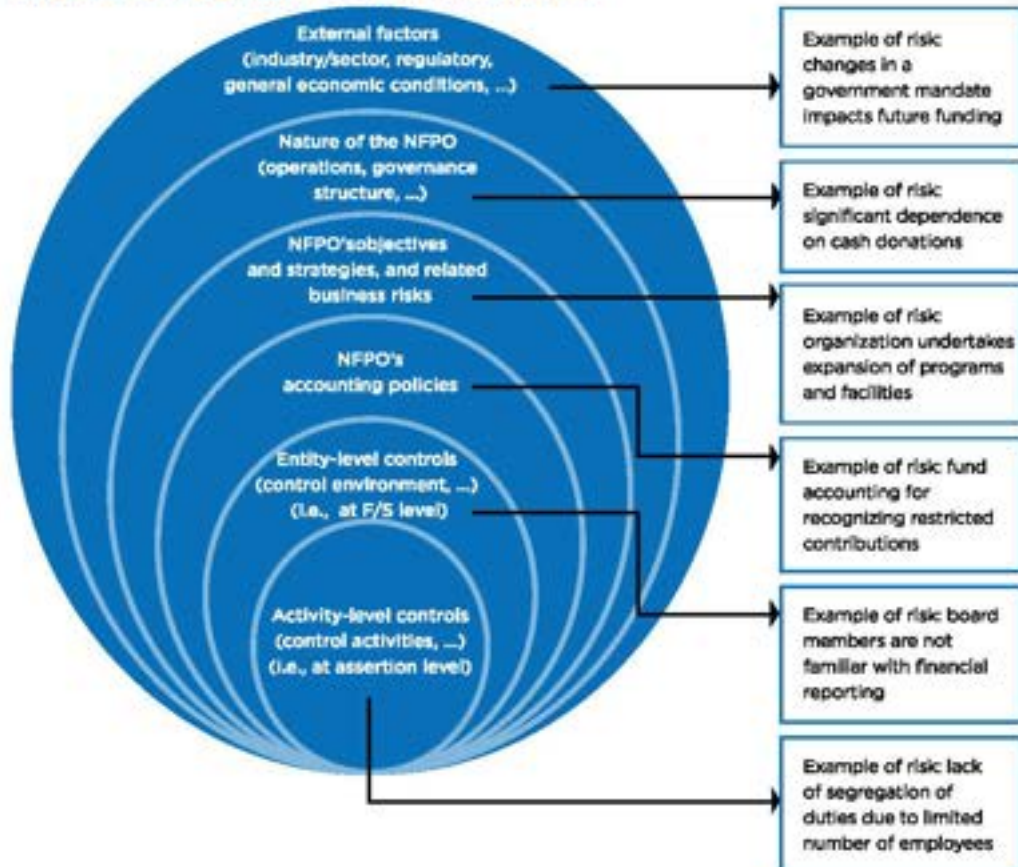 External factors
(industry/sector, regulatory,
general economic conditions, ...)
Nature of the NFPO
(operations, governance
structure, ...)
NFPO'sobjectives
and strategies, and related
business risks
NFPO's
accounting policies
Entity-level controls
(control environment, ...)
(i.e., at F/S level)
Activity-level controls
(control activities, ...)
(i.e., at assertion level)
Example of risk:
changes in a
government mandate
impacts future funding
Example of risk:
significant dependence
on cash donations
Example of risk:
organization undertakes
expansion of programs
and facilities
Example of risk: fund
accounting for
recognizing restricted
contributions
Example of risk: board
members are not
familiar with financial
reporting
Example of risk: lack
of segregation of
duties due to limited
number of employees